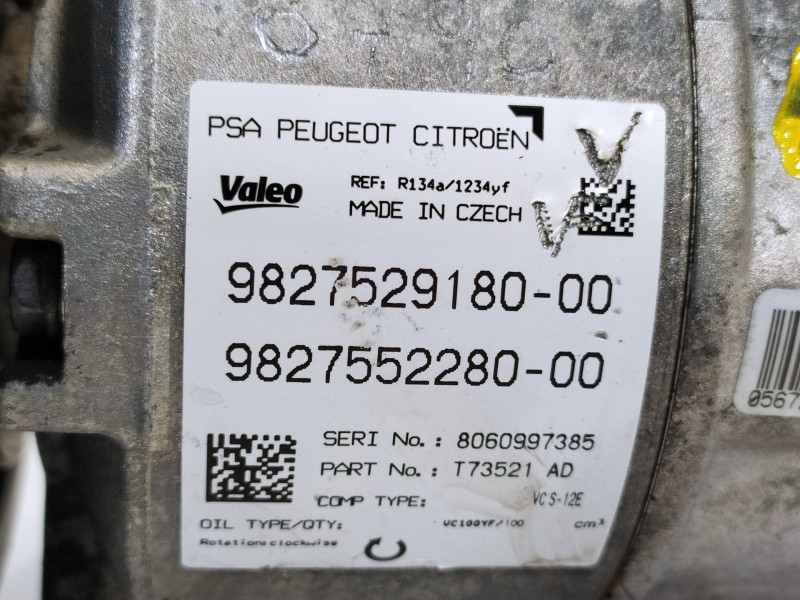 PSA PEUGEOT CITROËN
Valeo
REF: R134a/1234yf
MADE IN CZECH
9827529180-00
9827552280-00
SERI No.: 8060997385
PART No.: T73521 AD
COMP TYPE: VCS-12E
OIL TYPE/QTY: VC100YF/100 cm³
Rotation:clockwise